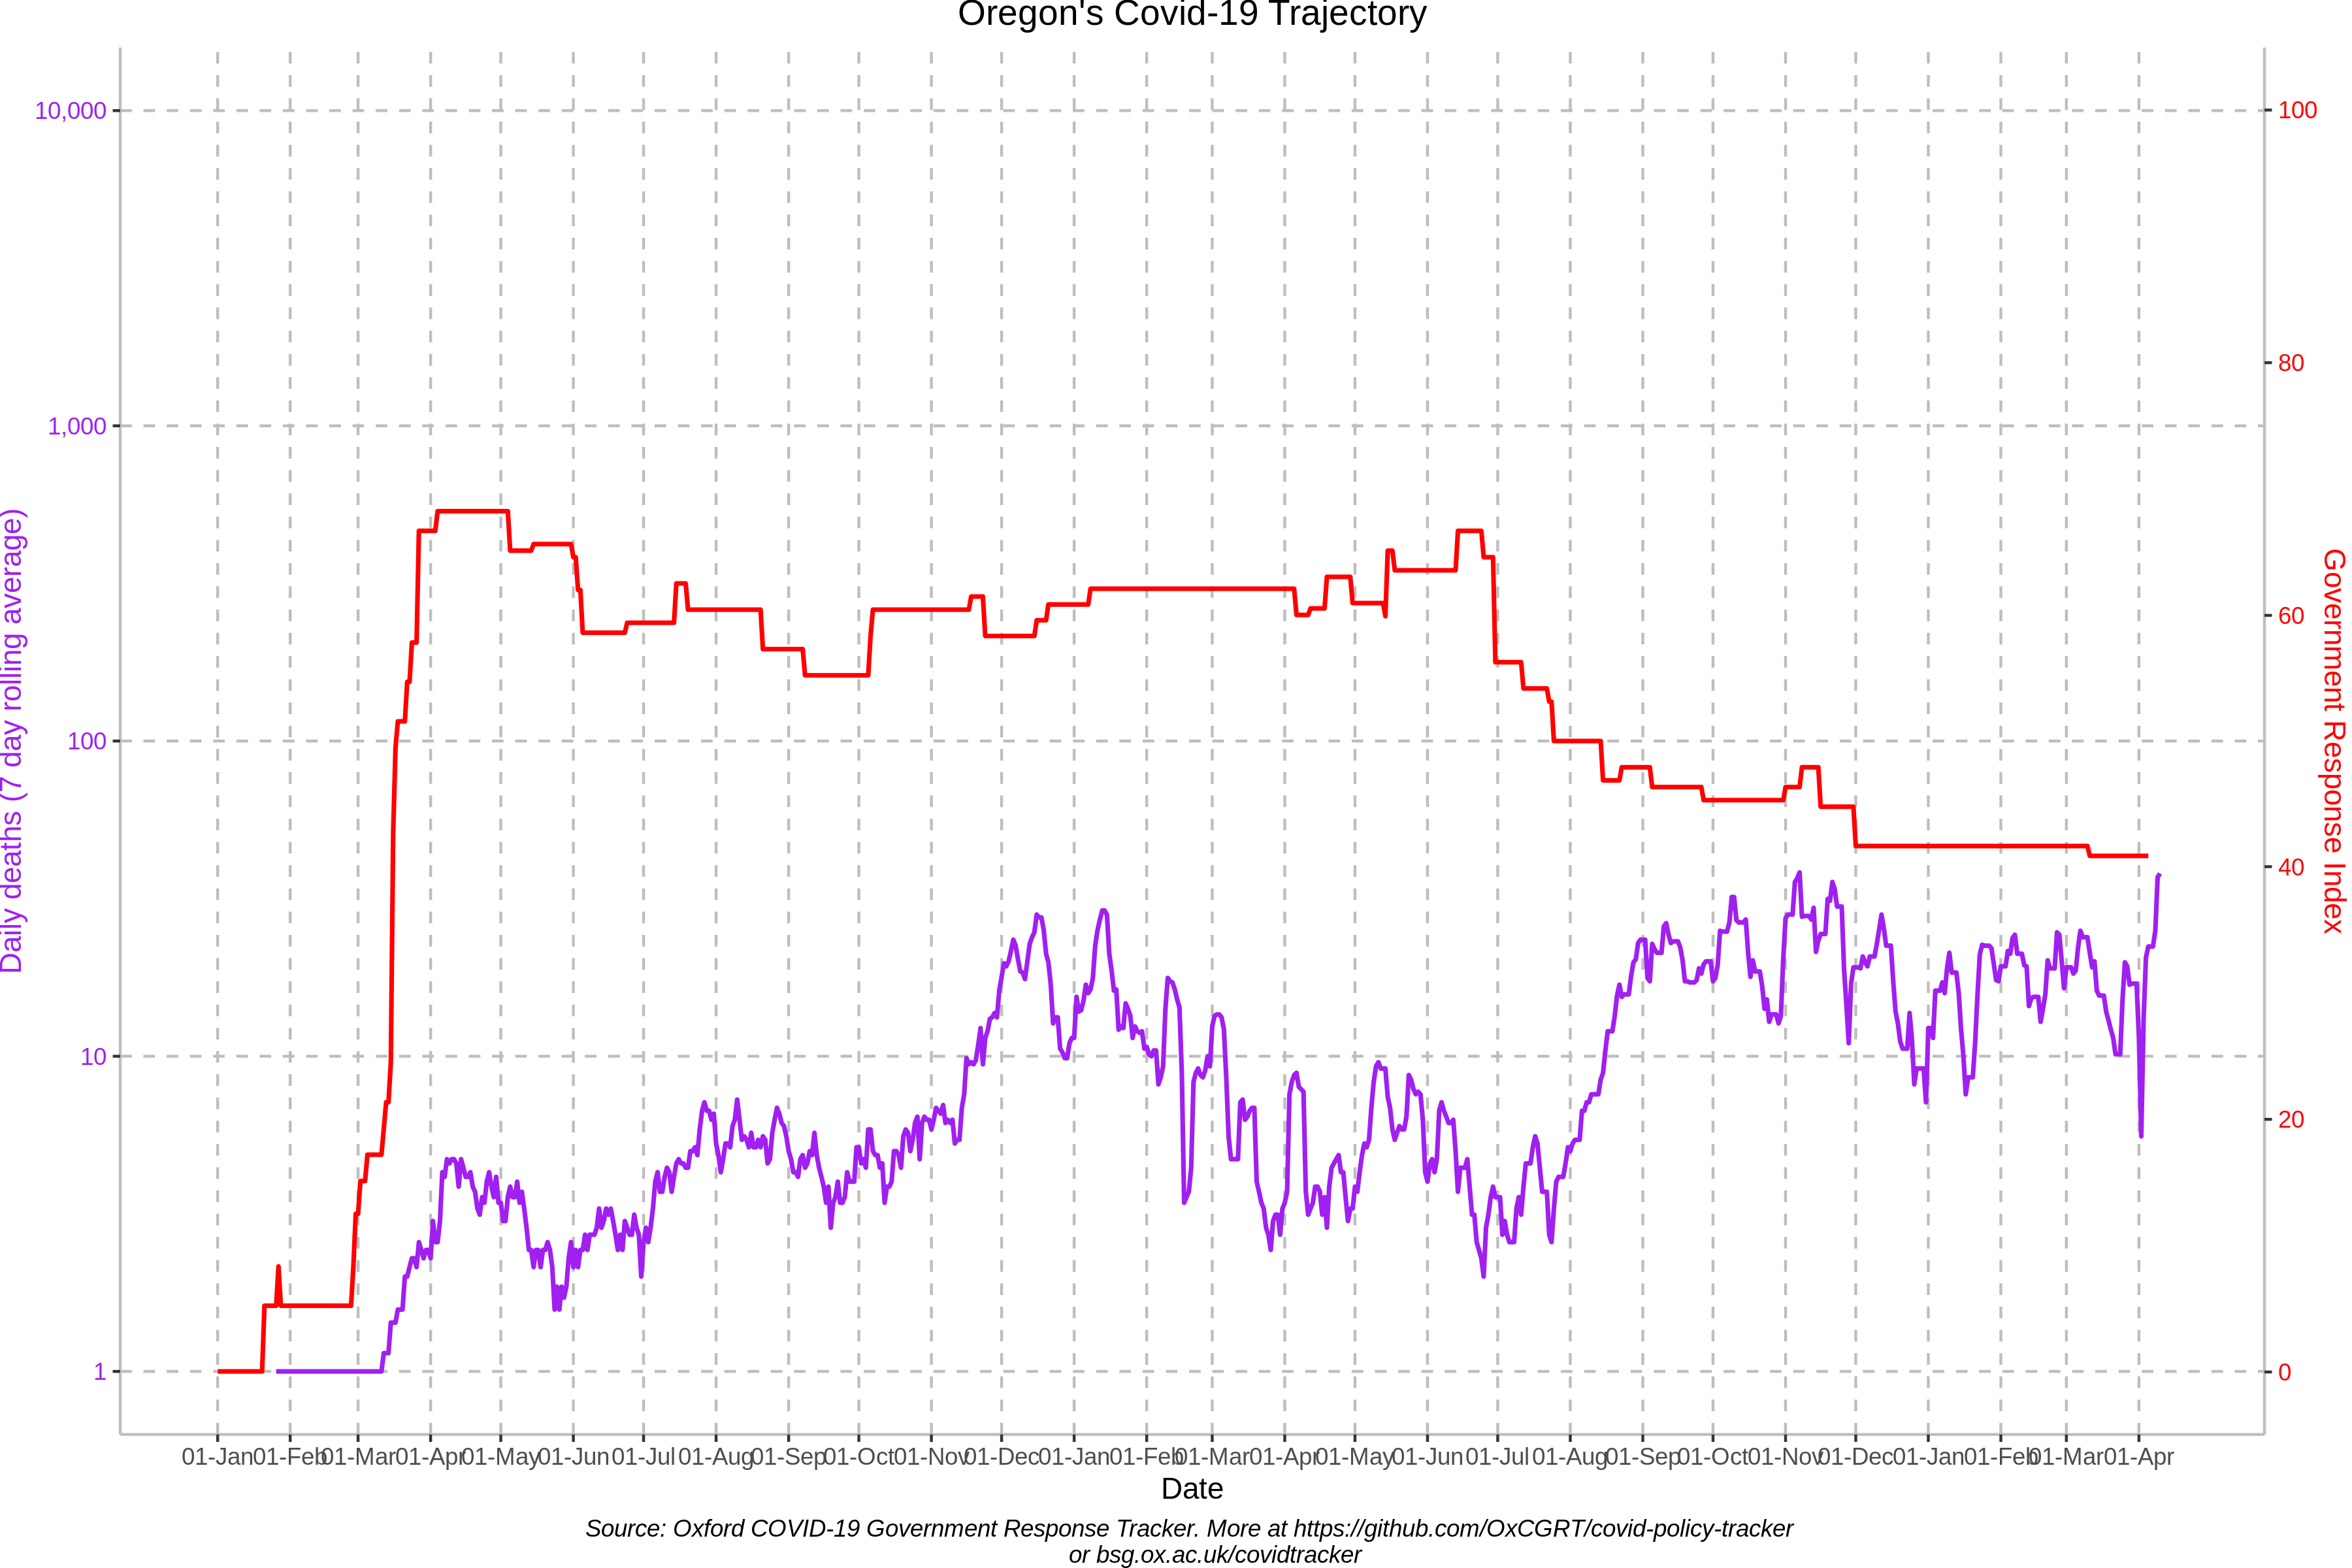 Oregon's Covid-19 Trajectory
10,000
1,000
100
10
1
Daily deaths (7 day rolling average)
100
80
60
40
20
0
Government Response Index
01-Jan 01-Feb 01-Mar 01-Apr 01-May 01-Jun 01-Jul 01-Aug 01-Sep 01-Oct 01-Nov 01-Dec 01-Jan 01-Feb 01-Mar 01-Apr 01-May 01-Jun 01-Jul 01-Aug 01-Sep 01-Oct 01-Nov 01-Dec 01-Jan 01-Feb 01-Mar 01-Apr
Date
Source: Oxford COVID-19 Government Response Tracker. More at https://github.com/OxCGRT/covid-policy-tracker
or bsg.ox.ac.uk/covidtracker